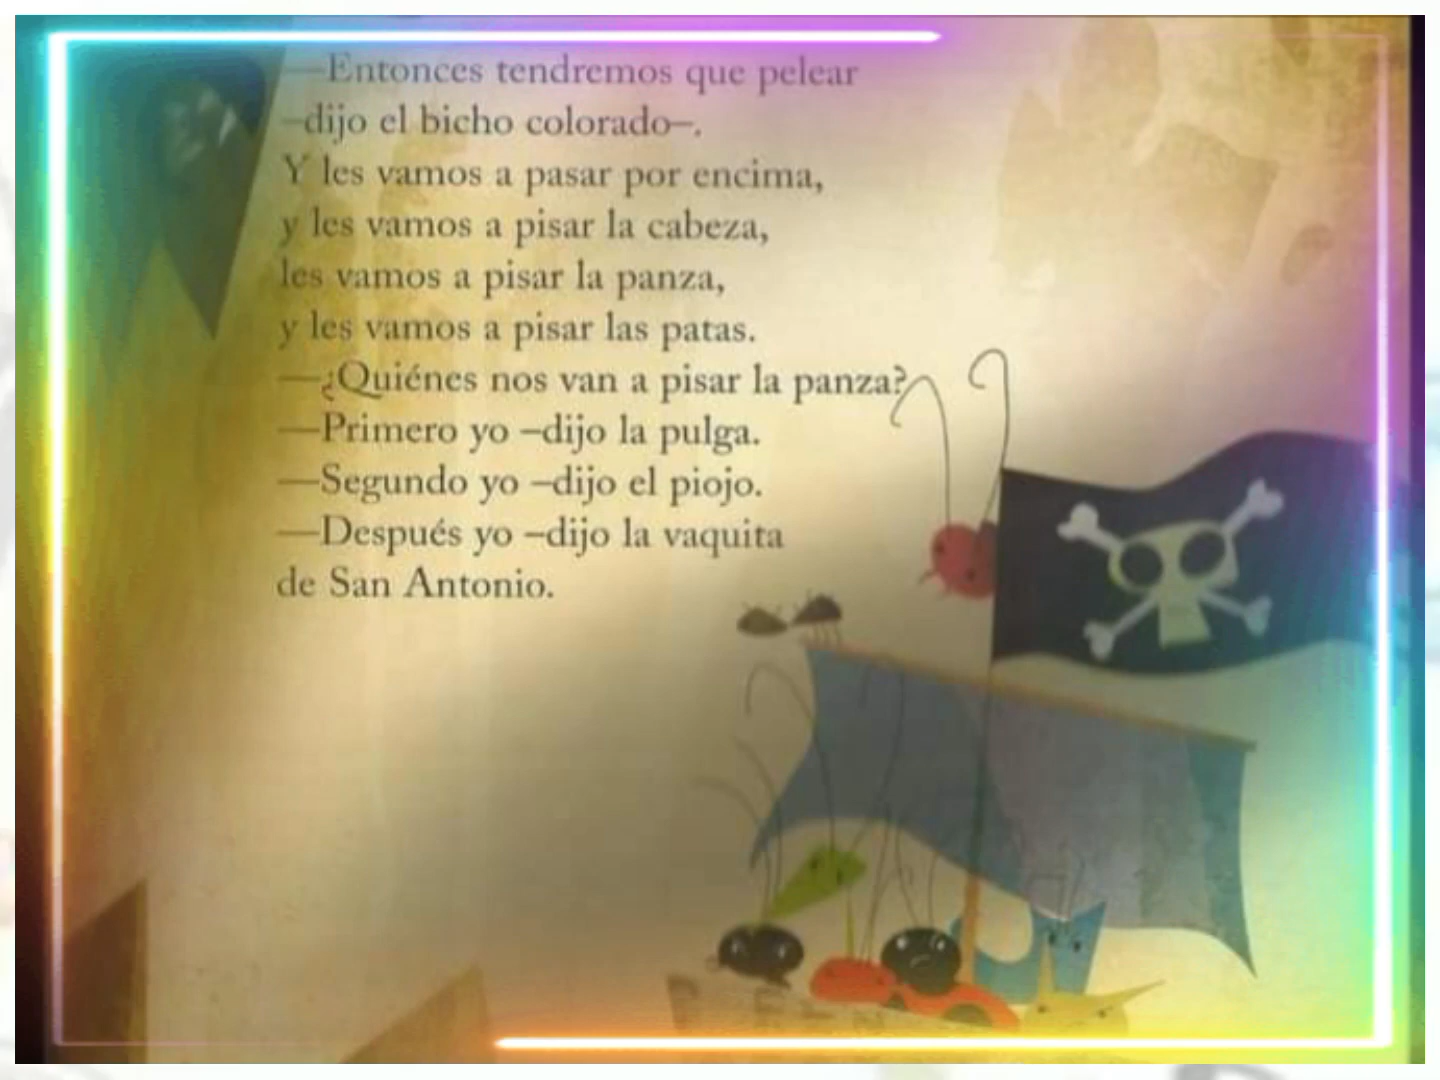 —Entonces tendremos que pelear
–dijo el bicho colorado–.
Y les vamos a pasar por encima,
y les vamos a pisar la cabeza,
les vamos a pisar la panza,
y les vamos a pisar las patas.
—¿Quiénes nos van a pisar la panza?
—Primero yo –dijo la pulga.
—Segundo yo –dijo el piojo.
—Después yo –dijo la vaquita
de San Antonio.